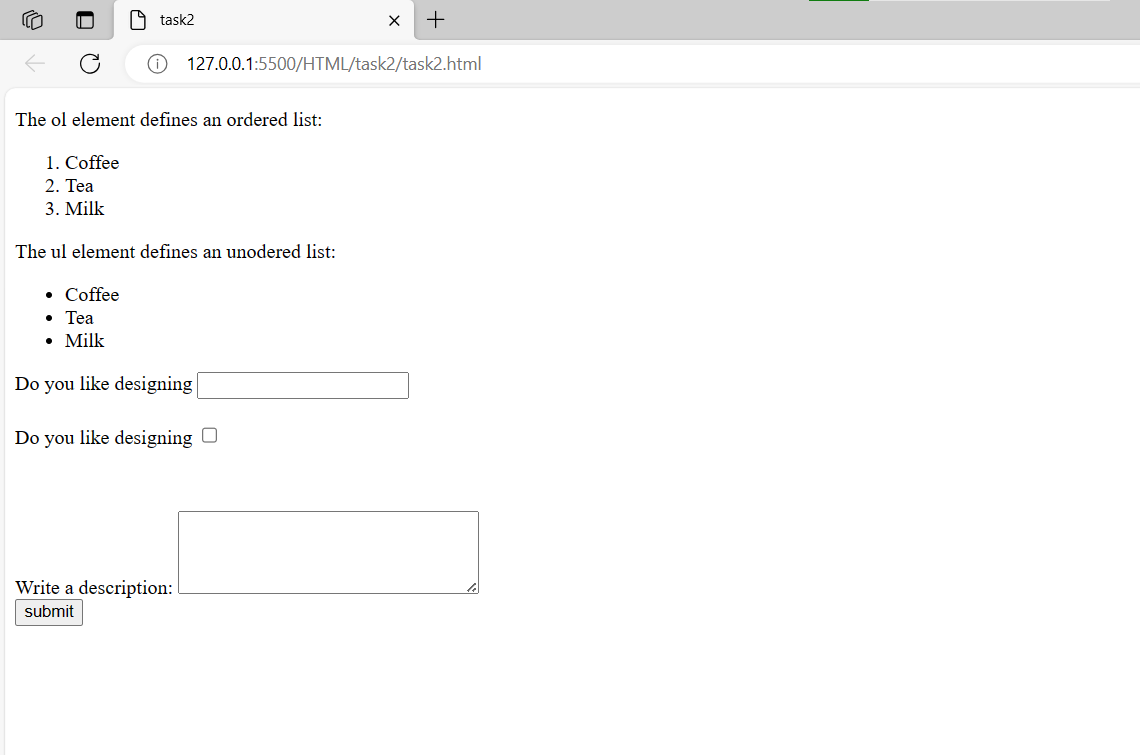 task2
127.0.0.1:5500/HTML/task2/task2.html
The ol element defines an ordered list:
1. Coffee
2. Tea
3. Milk
The ul element defines an unodered list:
• Coffee
• Tea
• Milk
Do you like designing
Do you like designing
Write a description:
submit